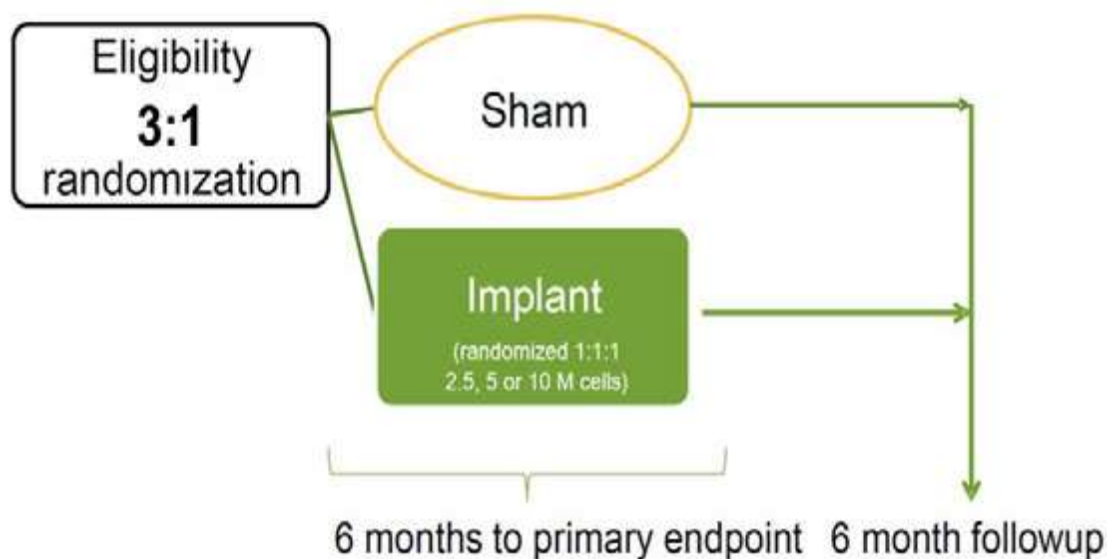 Eligibility
3:1
randomization
Sham
Implant
(randomized 1:1:1
2.5, 5 or 10 M cells)
6 months to primary endpoint
6 month followup